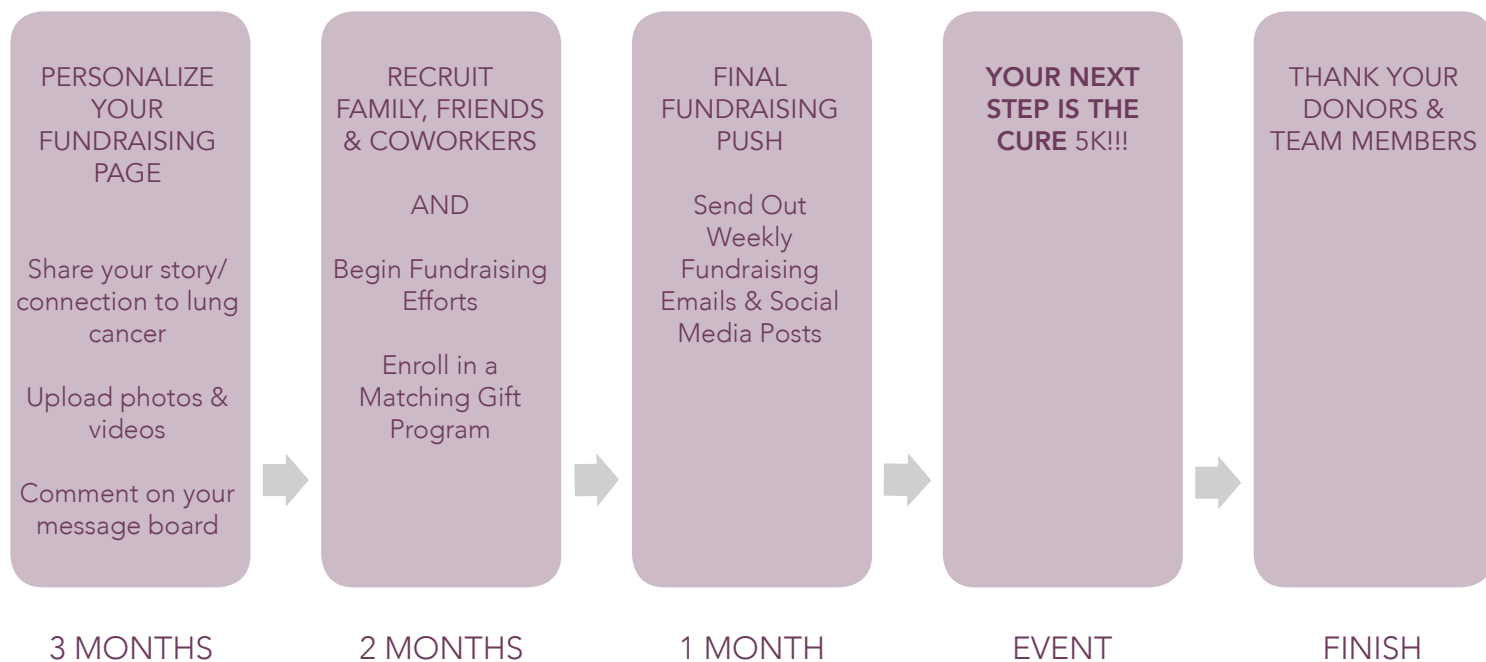 PERSONALIZE
YOUR
FUNDRAISING
PAGE
Share your story/
connection to lung
cancer
Upload photos &
videos
Comment on your
message board
3 MONTHS
RECRUIT
FAMILY, FRIENDS
& COWORKERS
AND
Begin Fundraising
Efforts
Enroll in a
Matching Gift
Program
2 MONTHS
FINAL
FUNDRAISING
PUSH
Send Out
Weekly
Fundraising
Emails & Social
Media Posts
1 MONTH
YOUR NEXT
STEP IS THE
CURE 5K!!!
EVENT
THANK YOUR
DONORS &
TEAM MEMBERS
FINISH